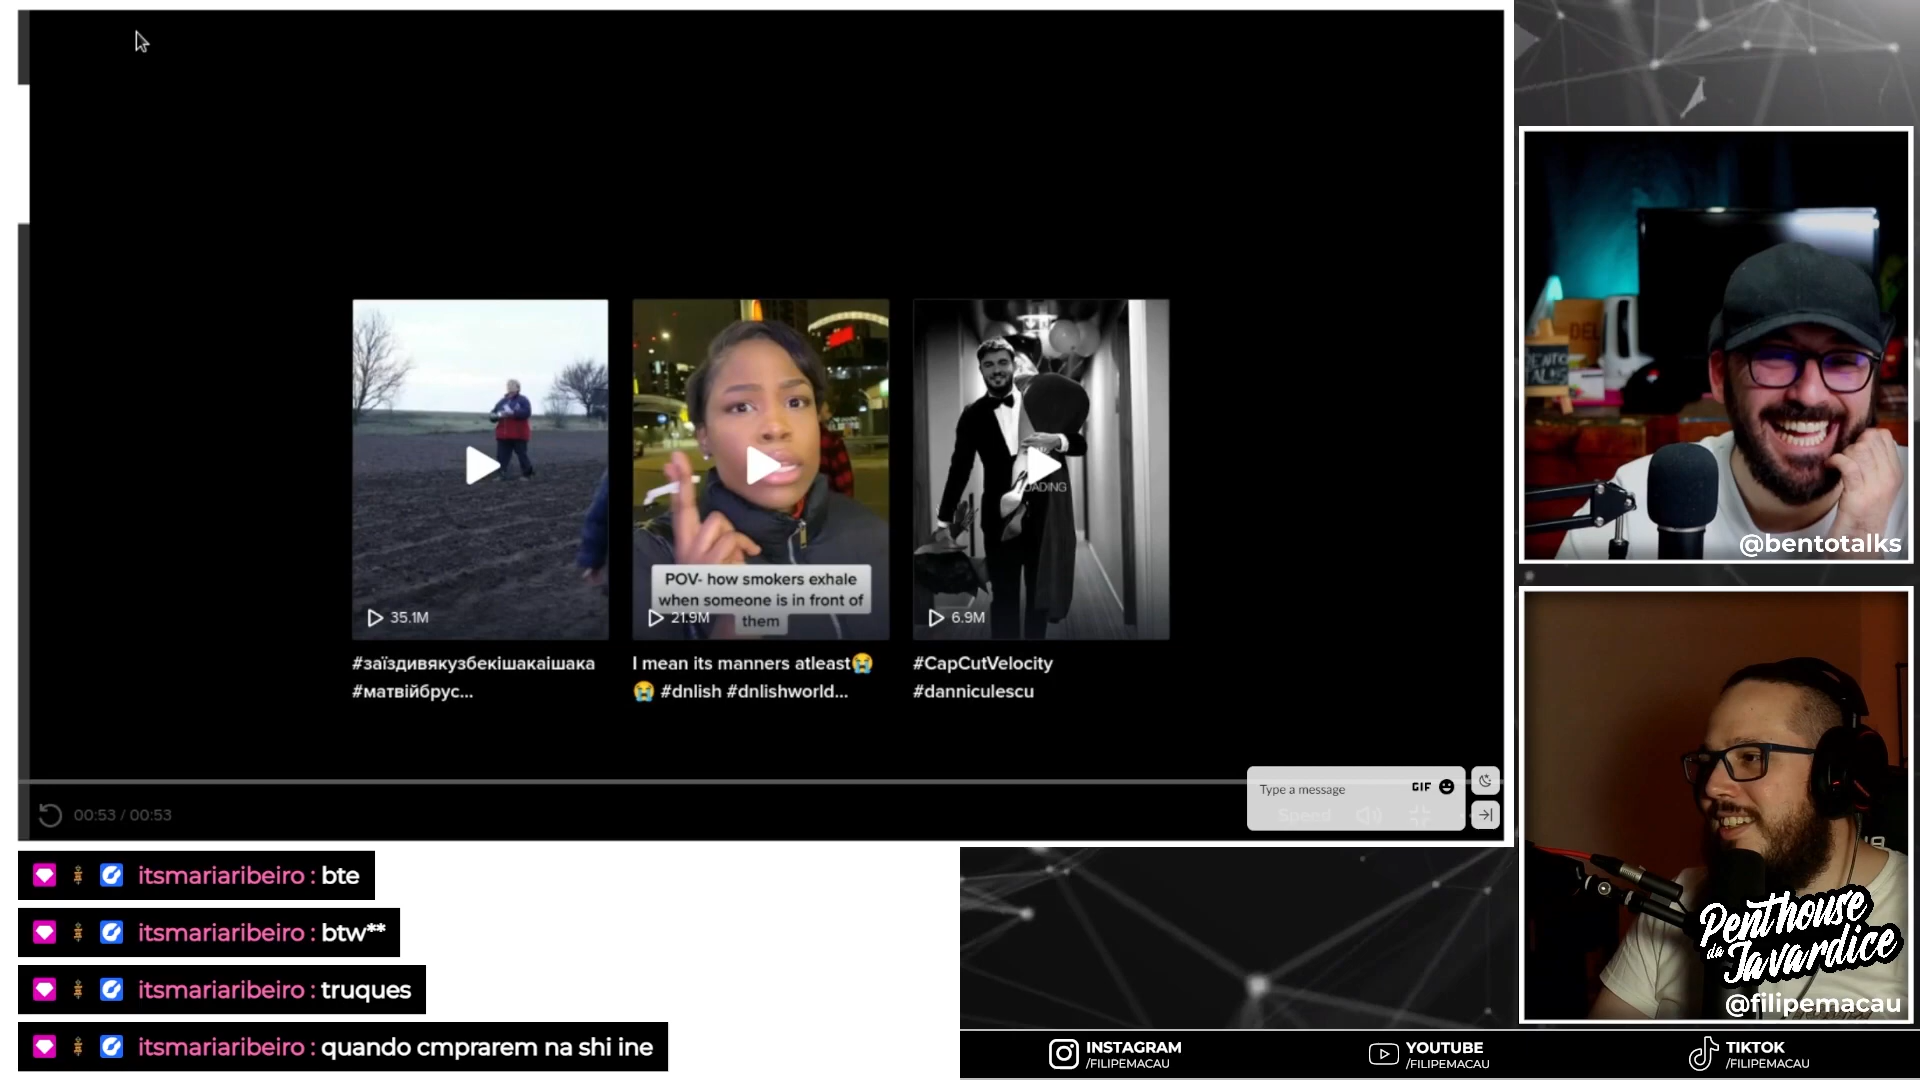 35.1M
#заїздивякузбекішакаішака
#матвійбрус...
POV- how smokers exhale
when someone is in front of
them
21.9M
I mean its manners atleast😭
😭 #dnlish #dnlishworld...
6.9M
#CapCutVelocity
#danniculescu
00:53 / 00:53
Type a message
GIF
Speed
itsmariaribeiro : bte
itsmariaribeiro : btw**
itsmariaribeiro : truques
itsmariaribeiro : quando cmprarem na shi ine
@bentotalks
Penthouse
da
Javardice
@filipemacau
INSTAGRAM
/FILIPEMACAU
YOUTUBE
/FILIPEMACAU
TIKTOK
/FILIPEMACAU